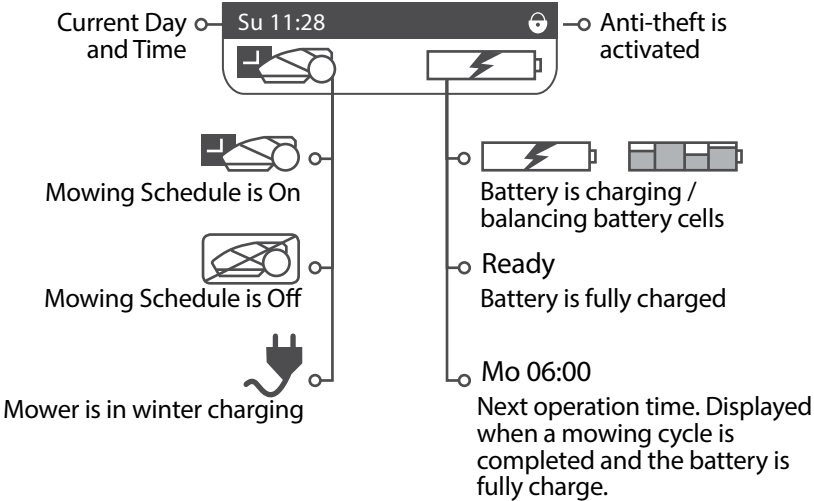 Current Day
and Time
Su 11:28
Anti-theft is
activated
Mowing Schedule is On
Mowing Schedule is Off
Mower is in winter charging
Battery is charging /
balancing battery cells
Ready
Battery is fully charged
Mo 06:00
Next operation time. Displayed
when a mowing cycle is
completed and the battery is
fully charge.